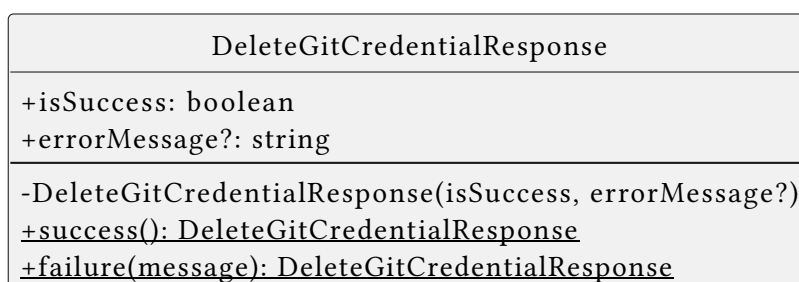 DeleteGitCredentialResponse
+isSuccess: boolean
+errorMessage?: string
-DeleteGitCredentialResponse(isSuccess, errorMessage?)
+success(): DeleteGitCredentialResponse
+failure(message): DeleteGitCredentialResponse